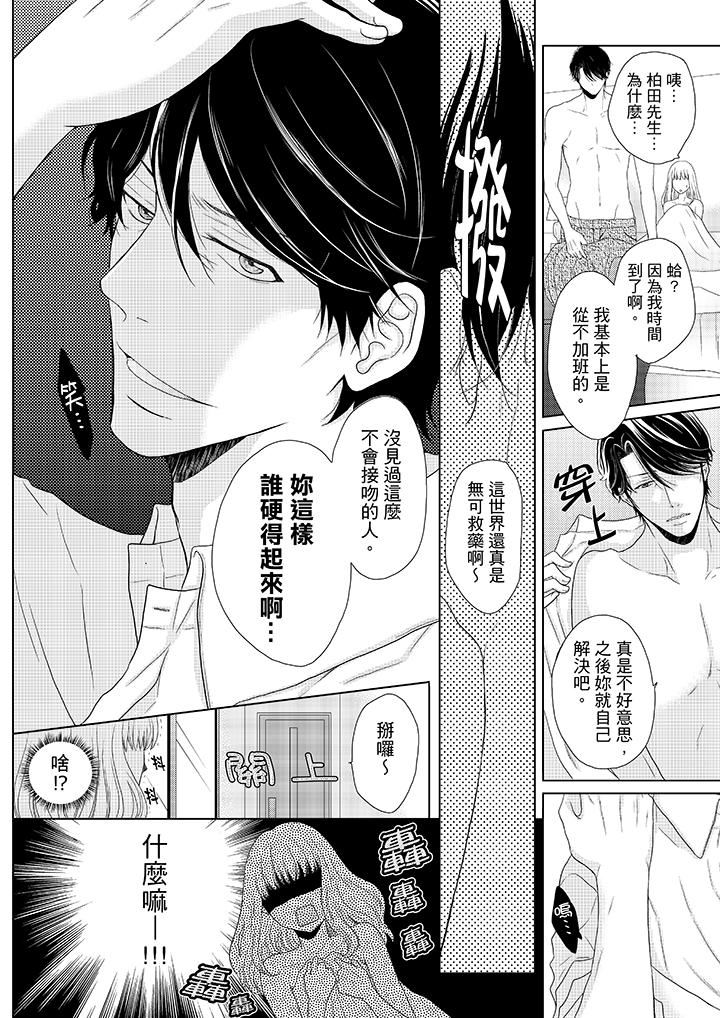 咦…
柏田先生…
為什麼…
蛤？
因為我時間
到了啊。
我基本上是
從不加班的。
穿上
真是不好意思，
之後妳就自己
解決吧。
嗚…
撥
這世界還真是
無可救藥啊～
沒見過這麼
不會接吻的人。
妳這樣
誰硬得起來啊…
笑…
掰囉～
關上
抖
抖
啥!?
轟
轟
轟
什麼嘛—!!!
轟
轟